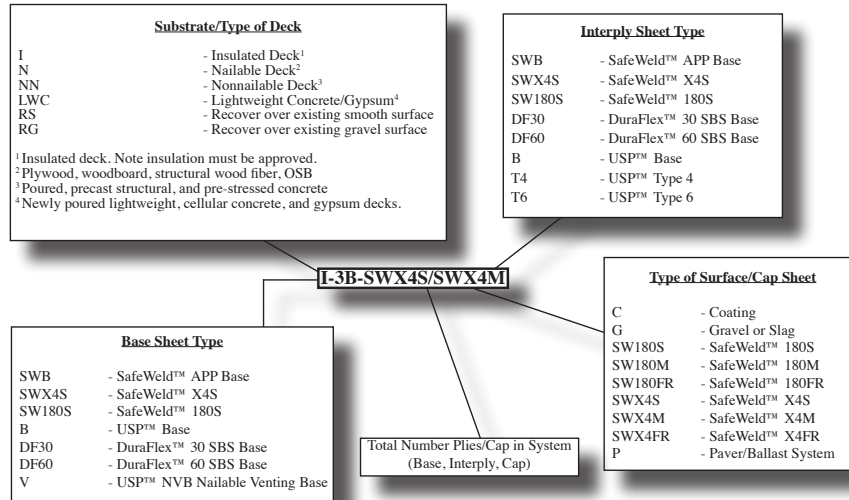 Substrate/Type of Deck
I - Insulated Deck¹
N - Nailable Deck²
NN - Nonnailable Deck³
LWC - Lightweight Concrete/Gypsum⁴
RS - Recover over existing smooth surface
RG - Recover over existing gravel surface
¹ Insulated deck. Note insulation must be approved.
² Plywood, woodboard, structural wood fiber, OSB
³ Poured, precast structural, and pre-stressed concrete
⁴ Newly poured lightweight, cellular concrete, and gypsum decks.
Interply Sheet Type
SWB - SafeWeld™ APP Base
SWX4S - SafeWeld™ X4S
SW180S - SafeWeld™ 180S
DF30 - DuraFlex™ 30 SBS Base
DF60 - DuraFlex™ 60 SBS Base
B - USP™ Base
T4 - USP™ Type 4
T6 - USP™ Type 6
I-3B-SWX4S/SWX4M
Base Sheet Type
SWB - SafeWeld™ APP Base
SWX4S - SafeWeld™ X4S
SW180S - SafeWeld™ 180S
B - USP™ Base
DF30 - DuraFlex™ 30 SBS Base
DF60 - DuraFlex™ 60 SBS Base
V - USP™ NVB Nailable Venting Base
Total Number Plies/Cap in System
(Base, Interply, Cap)
Type of Surface/Cap Sheet
C - Coating
G - Gravel or Slag
SW180S - SafeWeld™ 180S
SW180M - SafeWeld™ 180M
SW180FR - SafeWeld™ 180FR
SWX4S - SafeWeld™ X4S
SWX4M - SafeWeld™ X4M
SWX4FR - SafeWeld™ X4FR
P - Paver/Ballast System